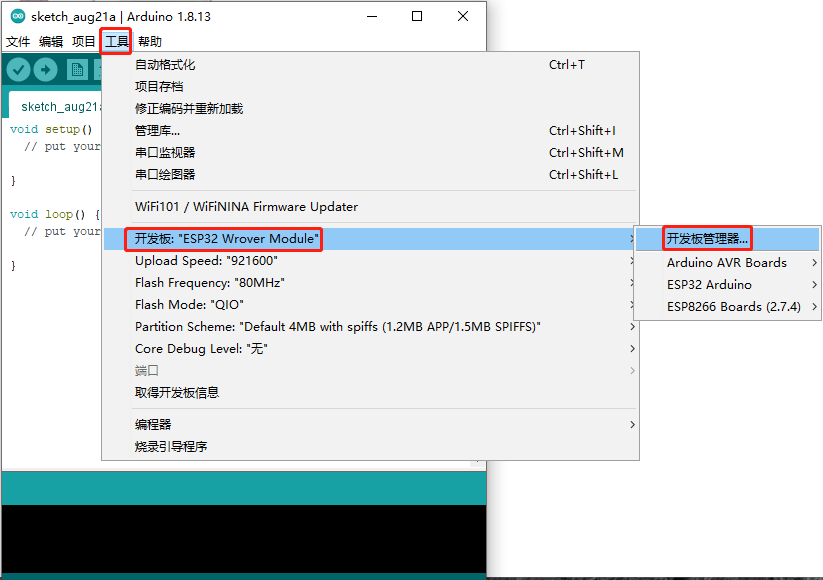 sketch_aug21a | Arduino 1.8.13
文件 编辑 项目 工具 帮助
自动格式化 Ctrl+T
项目存档
修正编码并重新加载
管理库... Ctrl+Shift+I
串口监视器 Ctrl+Shift+M
串口绘图器 Ctrl+Shift+L
WiFi101 / WiFiNINA Firmware Updater
开发板: "ESP32 Wrover Module"
Upload Speed: "921600"
Flash Frequency: "80MHz"
Flash Mode: "QIO"
Partition Scheme: "Default 4MB with spiffs (1.2MB APP/1.5MB SPIFFS)"
Core Debug Level: "无"
端口
取得开发板信息
编程器
烧录引导程序
开发板管理器...
Arduino AVR Boards
ESP32 Arduino
ESP8266 Boards (2.7.4)
sketch_aug21a
void setup()
// put your
}
void loop() {
// put your
}